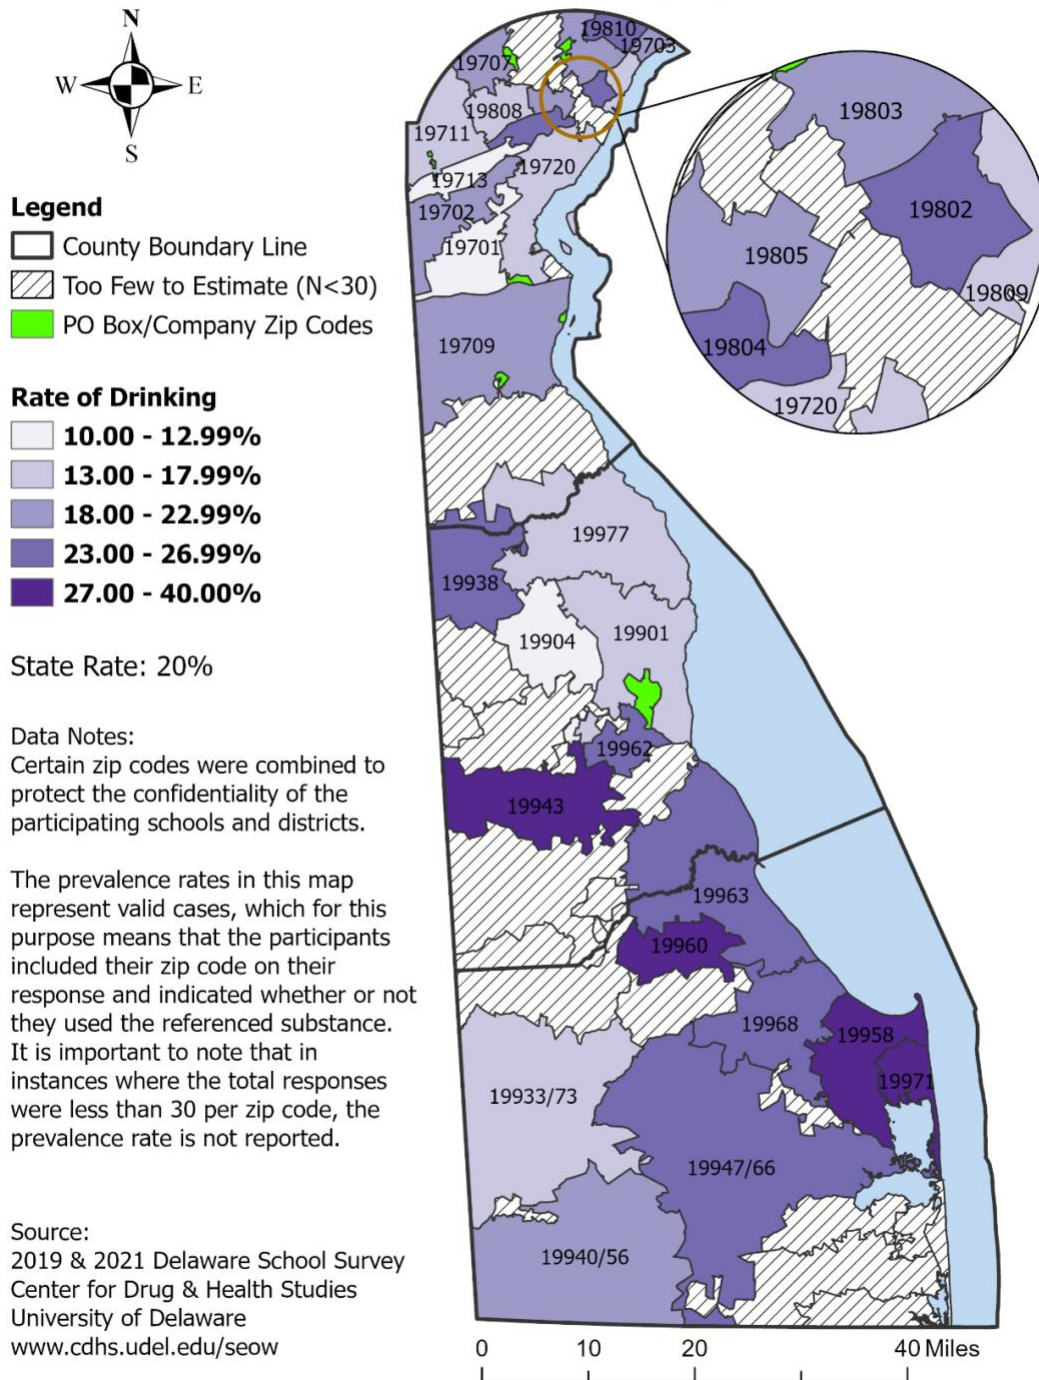 N
W
E
S
Legend
County Boundary Line
Too Few to Estimate (N<30)
PO Box/Company Zip Codes
Rate of Drinking
10.00 - 12.99%
13.00 - 17.99%
18.00 - 22.99%
23.00 - 26.99%
27.00 - 40.00%
State Rate: 20%
Data Notes:
Certain zip codes were combined to
protect the confidentiality of the
participating schools and districts.
The prevalence rates in this map
represent valid cases, which for this
purpose means that the participants
included their zip code on their
response and indicated whether or not
they used the referenced substance.
It is important to note that in
instances where the total responses
were less than 30 per zip code, the
prevalence rate is not reported.
Source:
2019 & 2021 Delaware School Survey
Center for Drug & Health Studies
University of Delaware
www.cdhs.udel.edu/seow
19810
19703
19707
19808
19711
19720
19713
19702
19701
19709
19803
19802
19805
19809
19804
19720
19977
19938
19904
19901
19962
19943
19963
19960
19968
19958
19971
19933/73
19947/66
19940/56
0 10 20 40 Miles